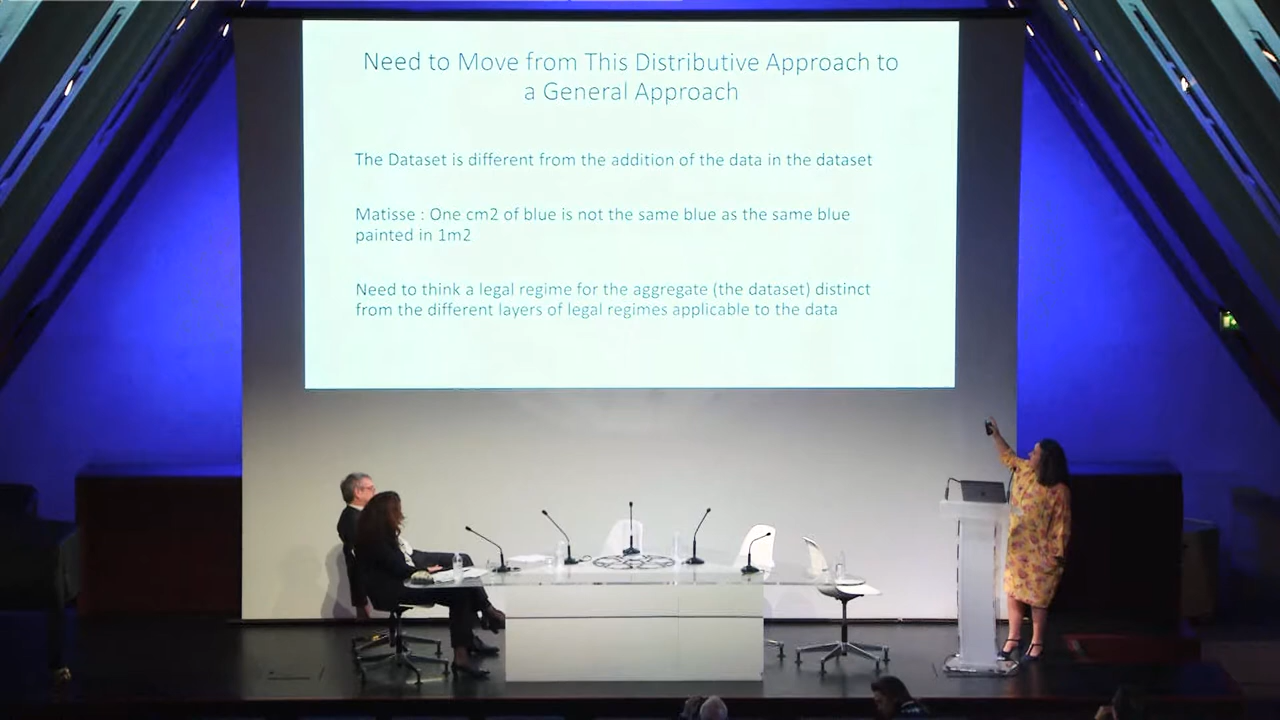 Need to Move from This Distributive Approach to
a General Approach
The Dataset is different from the addition of the data in the dataset
Matisse : One cm2 of blue is not the same blue as the same blue
painted in 1m2
Need to think a legal regime for the aggregate (the dataset) distinct
from the different layers of legal regimes applicable to the data